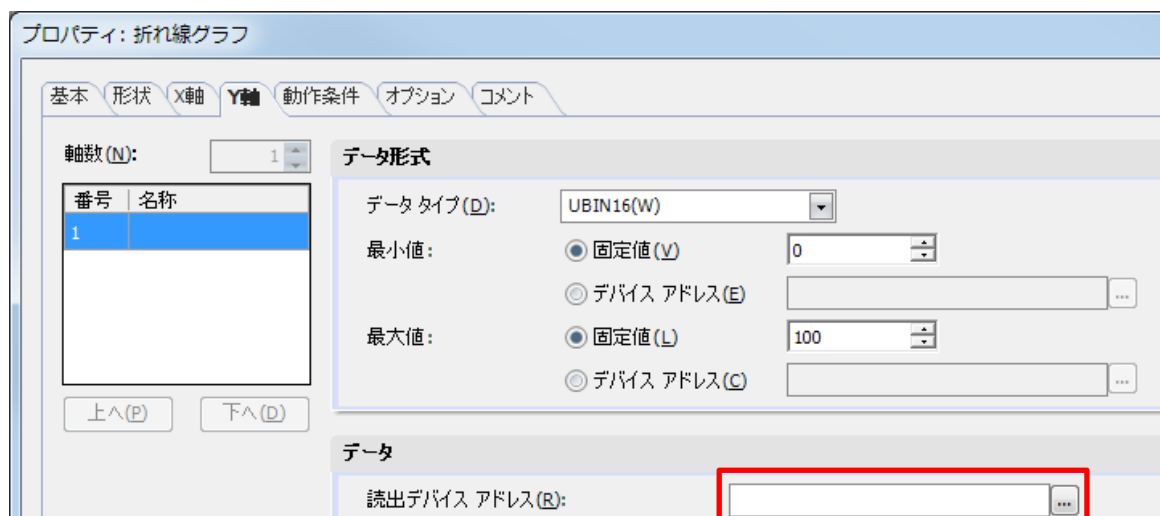 プロパティ: 折れ線グラフ
基本 形状 X軸 Y軸 動作条件 オプション コメント
軸数(N): 1
番号 名称
1
上へ(P) 下へ(D)
データ形式
データ タイプ(D): UBIN16(W)
最小値: 固定値(V) 0
デバイス アドレス(E) ...
最大値: 固定値(L) 100
デバイス アドレス(C) ...
データ
読出デバイス アドレス(R): ...